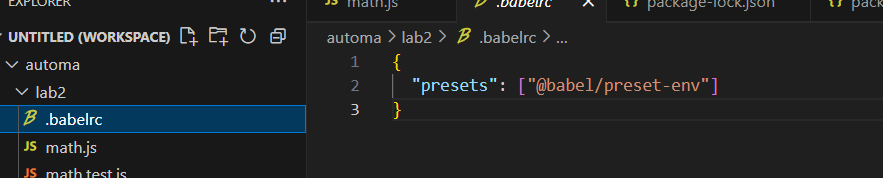 EXPLORER
math.js
.babelrc
package-lock.json
pack
UNTITLED (WORKSPACE)
automa > lab2 > .babelrc > ...
automa
lab2
.babelrc
math.js
math.test.js
1 {
2 "presets": ["@babel/preset-env"]
3 }